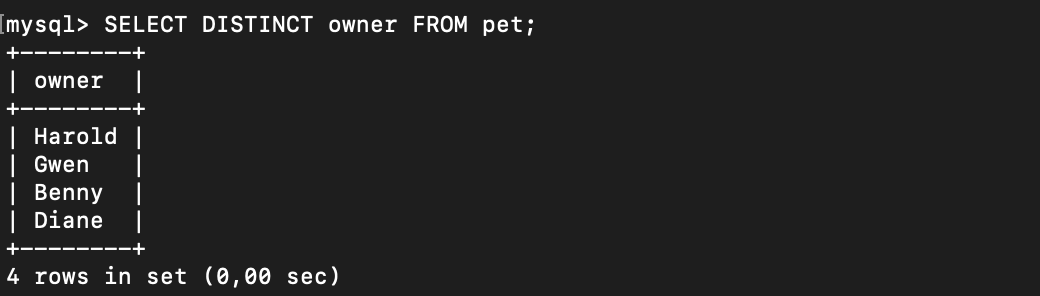 [mysql> SELECT DISTINCT owner FROM pet;
+--------+
| owner  |
+--------+
| Harold |
| Gwen   |
| Benny  |
| Diane  |
+--------+
4 rows in set (0,00 sec)